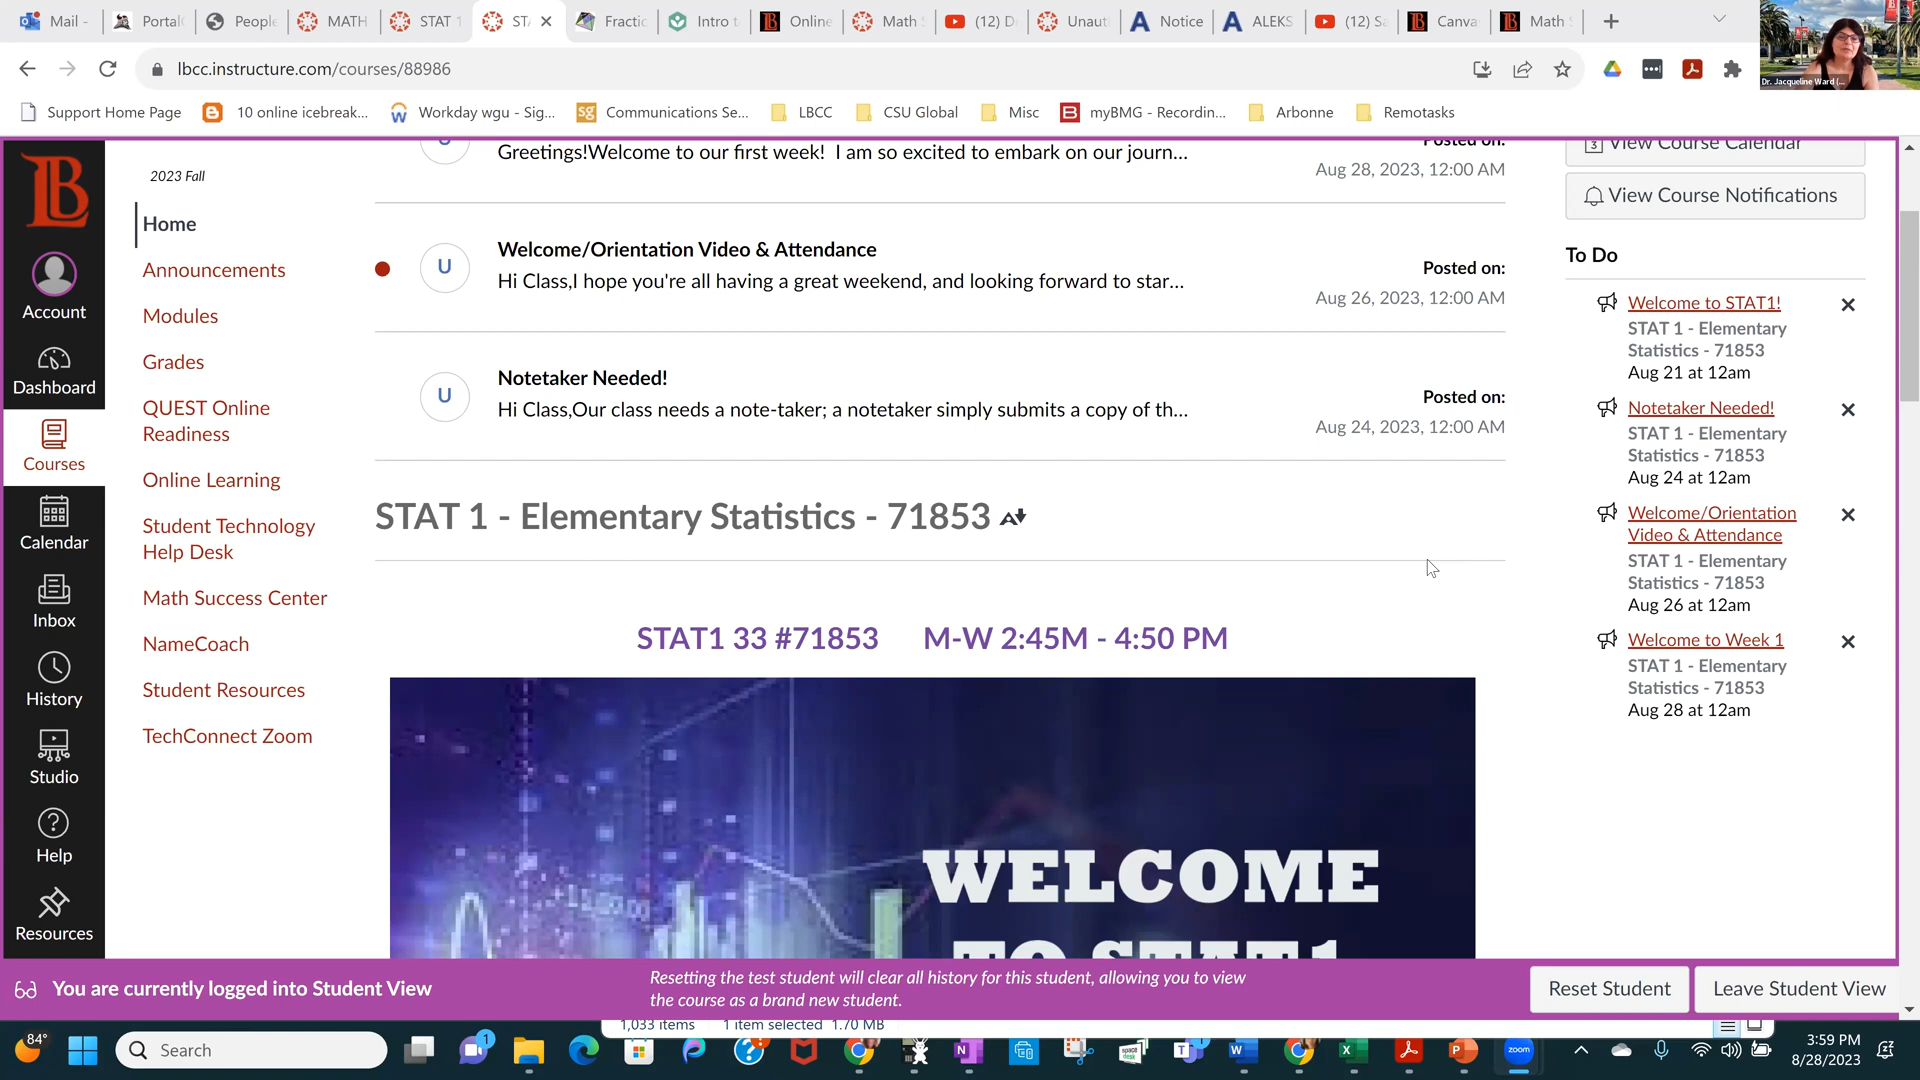 Mail -
Portal
People
MATH
STAT 1
STA
Fractic
Intro t
Online
Math S
(12) D
Unaut
Notice
ALEKS
(12) Sa
Canva
Math S
lbcc.instructure.com/courses/88986
Dr. Jacqueline Ward (...
Support Home Page
10 online icebreak...
Workday wgu - Sig...
Communications Se...
LBCC
CSU Global
Misc
myBMG - Recordin...
Arbonne
Remotasks
LB
Account
Dashboard
Courses
Calendar
Inbox
History
Studio
Help
Resources
2023 Fall
Home
Announcements
Modules
Grades
QUEST Online
Readiness
Online Learning
Student Technology
Help Desk
Math Success Center
NameCoach
Student Resources
TechConnect Zoom
U
Greetings!Welcome to our first week! I am so excited to embark on our journ...
Posted on:
Aug 28, 2023, 12:00 AM
U
Welcome/Orientation Video & Attendance
Hi Class,I hope you're all having a great weekend, and looking forward to star...
Posted on:
Aug 26, 2023, 12:00 AM
U
Notetaker Needed!
Hi Class,Our class needs a note-taker; a notetaker simply submits a copy of th...
Posted on:
Aug 24, 2023, 12:00 AM
STAT 1 - Elementary Statistics - 71853
STAT1 33 #71853 M-W 2:45M - 4:50 PM
WELCOME
TO STAT1
View Course Calendar
View Course Notifications
To Do
Welcome to STAT1!
STAT 1 - Elementary
Statistics - 71853
Aug 21 at 12am
Notetaker Needed!
STAT 1 - Elementary
Statistics - 71853
Aug 24 at 12am
Welcome/Orientation
Video & Attendance
STAT 1 - Elementary
Statistics - 71853
Aug 26 at 12am
Welcome to Week 1
STAT 1 - Elementary
Statistics - 71853
Aug 28 at 12am
You are currently logged into Student View
Resetting the test student will clear all history for this student, allowing you to view
the course as a brand new student.
Reset Student
Leave Student View
1,033 items 1 item selected 1.70 MB
84°
Search
1
zoom
3:59 PM
8/28/2023